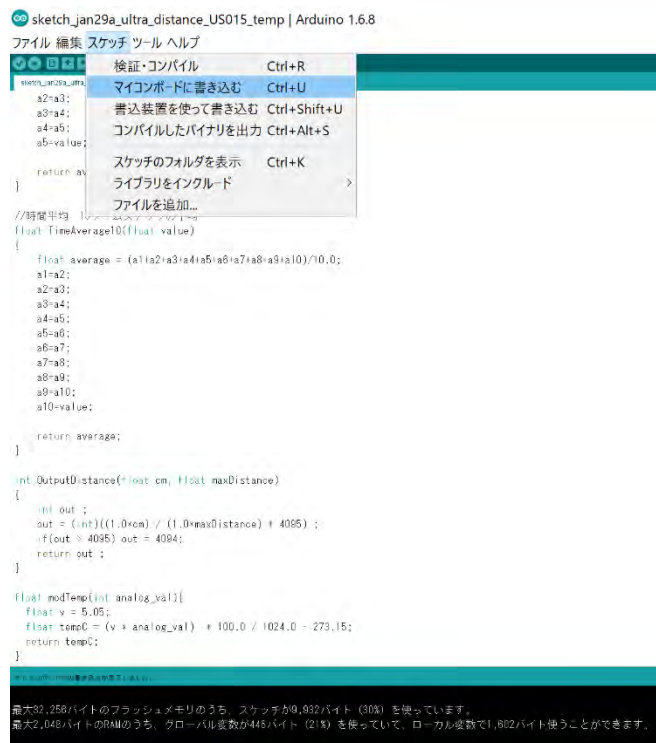 sketch_jan29a_ultra_distance_US015_temp | Arduino 1.6.8
ファイル 編集 スケッチ ツール ヘルプ
検証・コンパイル Ctrl+R
マイコンボードに書き込む Ctrl+U
書込装置を使って書き込む Ctrl+Shift+U
コンパイルしたバイナリを出力 Ctrl+Alt+S
スケッチのフォルダを表示 Ctrl+K
ライブラリをインクルード >
ファイルを追加...
a2=a3;
a3=a4;
a4=a5;
a5=value;
return av
}
//時間平均
float TimeAverage10(float value)
{
float average = (a1+a2+a3+a4+a5+a6+a7+a8+a9+a10)/10.0;
a1=a2;
a2=a3;
a3=a4;
a4=a5;
a5=a6;
a6=a7;
a7=a8;
a8=a9;
a9=a10;
a10=value;
return average;
}
int OutputDistance(float cm, float maxDistance)
{
int out ;
out = (int)((1.0*cm) / (1.0*maxDistance) * 4095) ;
if(out > 4095) out = 4094;
return out ;
}
float modTemp(int analog_val){
float v = 5.05;
float tempC = (v * analog_val) * 100.0 / 1024.0 - 273.15;
return tempC;
}
最大32,256バイトのフラッシュメモリのうち、スケッチが9,932バイト（30%）を使っています。
最大2,048バイトのRAMのうち、グローバル変数が446バイト（21%）を使っていて、ローカル変数で1,602バイト使うことができます。